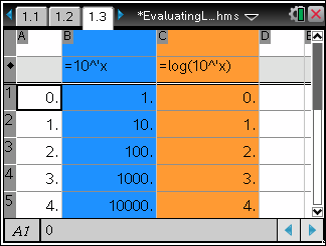 1.1 1.2 1.3 *EvaluatingL...hms
A B C D E
◆ =10^'x =log(10^'x)
1 0. 1. 0.
2 1. 10. 1.
3 2. 100. 2.
4 3. 1000. 3.
5 4. 10000. 4.
A1 0